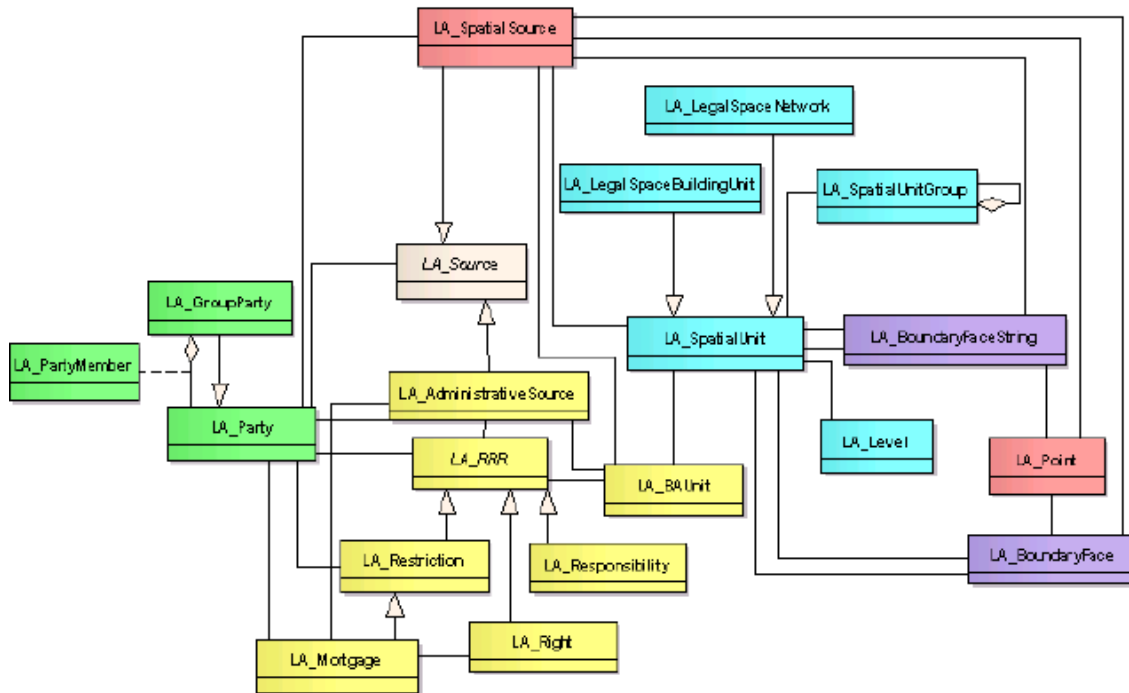 LA_SpatialSource
LA_LegalSpaceNetwork
LA_LegalSpaceBuildingUnit
LA_SpatialUnitGroup
LA_Source
LA_GroupParty
LA_PartyMember
LA_SpatialUnit
LA_BoundaryFaceString
LA_AdministrativeSource
LA_Party
LA_Level
LA_RRR
LA_BAUnit
LA_Point
LA_Restriction
LA_Responsibility
LA_BoundaryFace
LA_Right
LA_Mortgage